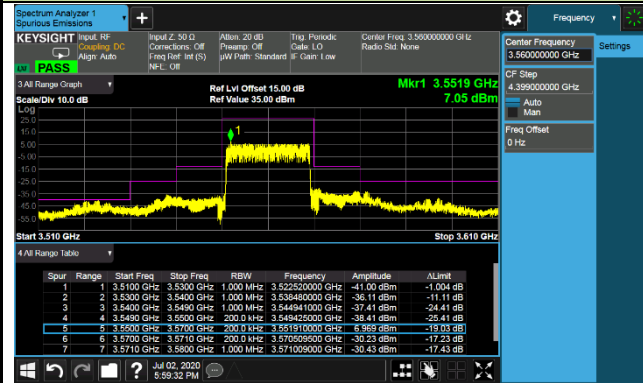 Spectrum Analyzer 1
Spurious Emissions
Frequency
KEYSIGHT
Input: RF
Coupling: DC
Align: Auto
Input Z: 50 Ω
Corrections: Off
Freq Ref: Int (S)
NFE: Off
Atten: 20 dB
Preamp: Off
µW Path: Standard
Trig: Periodic
Gate: LO
IF Gain: Low
Center Freq: 3.560000000 GHz
Radio Std: None
PASS
Center Frequency
3.560000000 GHz
Settings
CF Step
4.399000000 GHz
Auto
Man
Freq Offset
0 Hz
3 All Range Graph
Scale/Div 10.0 dB
Ref Lvl Offset 15.00 dB
Ref Value 35.00 dBm
Mkr1 3.5519 GHz
7.05 dBm
Log
25.0
15.0
5.00
-5.00
-15.0
-25.0
-35.0
-45.0
-55.0
1
Start 3.510 GHz
Stop 3.610 GHz
4 All Range Table
Spur Range Start Freq Stop Freq RBW Frequency Amplitude ΔLimit
1 1 3.5100 GHz 3.5300 GHz 1.000 MHz 3.522520000 GHz -41.00 dBm -1.004 dB
2 2 3.5300 GHz 3.5400 GHz 1.000 MHz 3.538480000 GHz -36.11 dBm -11.11 dB
3 3 3.5400 GHz 3.5490 GHz 1.000 MHz 3.544941000 GHz -37.41 dBm -24.41 dB
4 4 3.5490 GHz 3.5500 GHz 200.0 kHz 3.549425000 GHz -38.41 dBm -25.41 dB
5 5 3.5500 GHz 3.5700 GHz 200.0 kHz 3.551910000 GHz 6.969 dBm -19.03 dB
6 6 3.5700 GHz 3.5710 GHz 200.0 kHz 3.570509500 GHz -30.23 dBm -17.23 dB
7 7 3.5710 GHz 3.5800 GHz 1.000 MHz 3.571009000 GHz -30.43 dBm -17.43 dB
Jul 02, 2020
5:59:32 PM